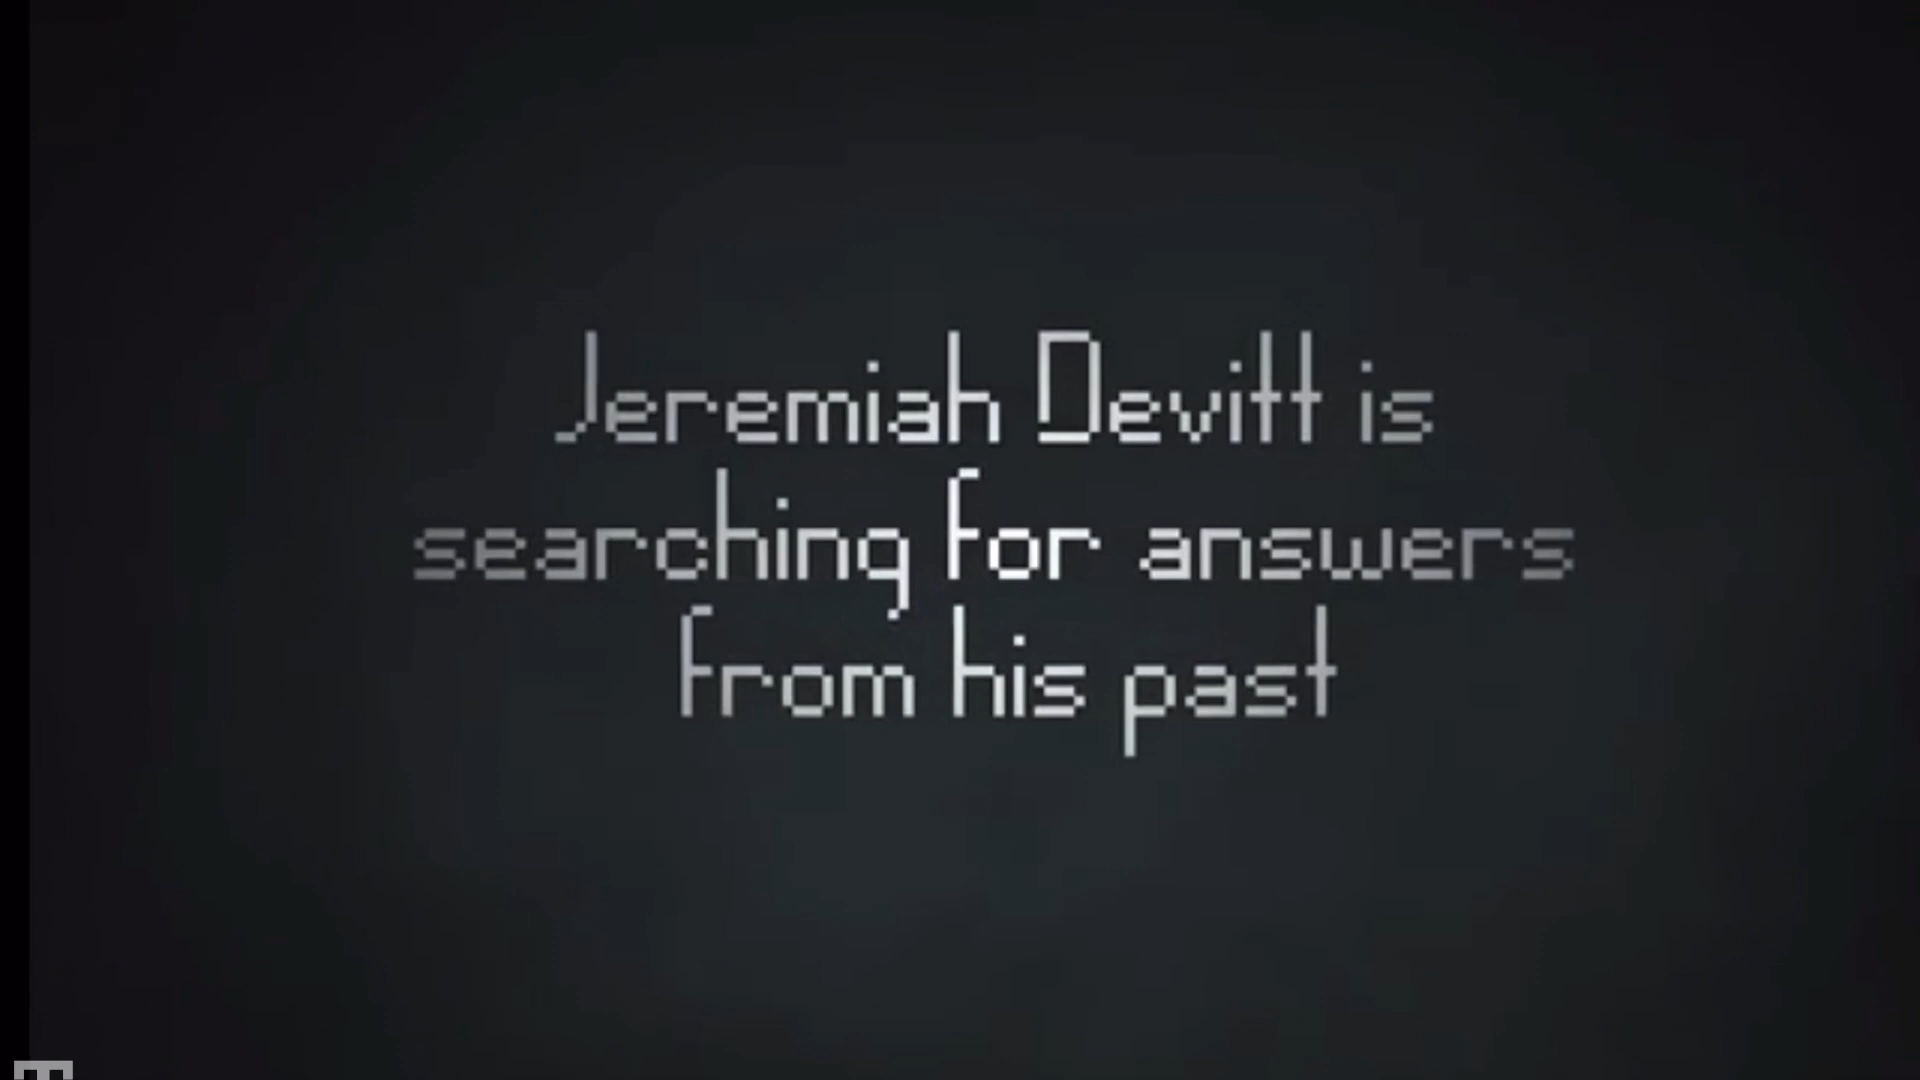 Jeremiah Devitt is
searching for answers
from his past